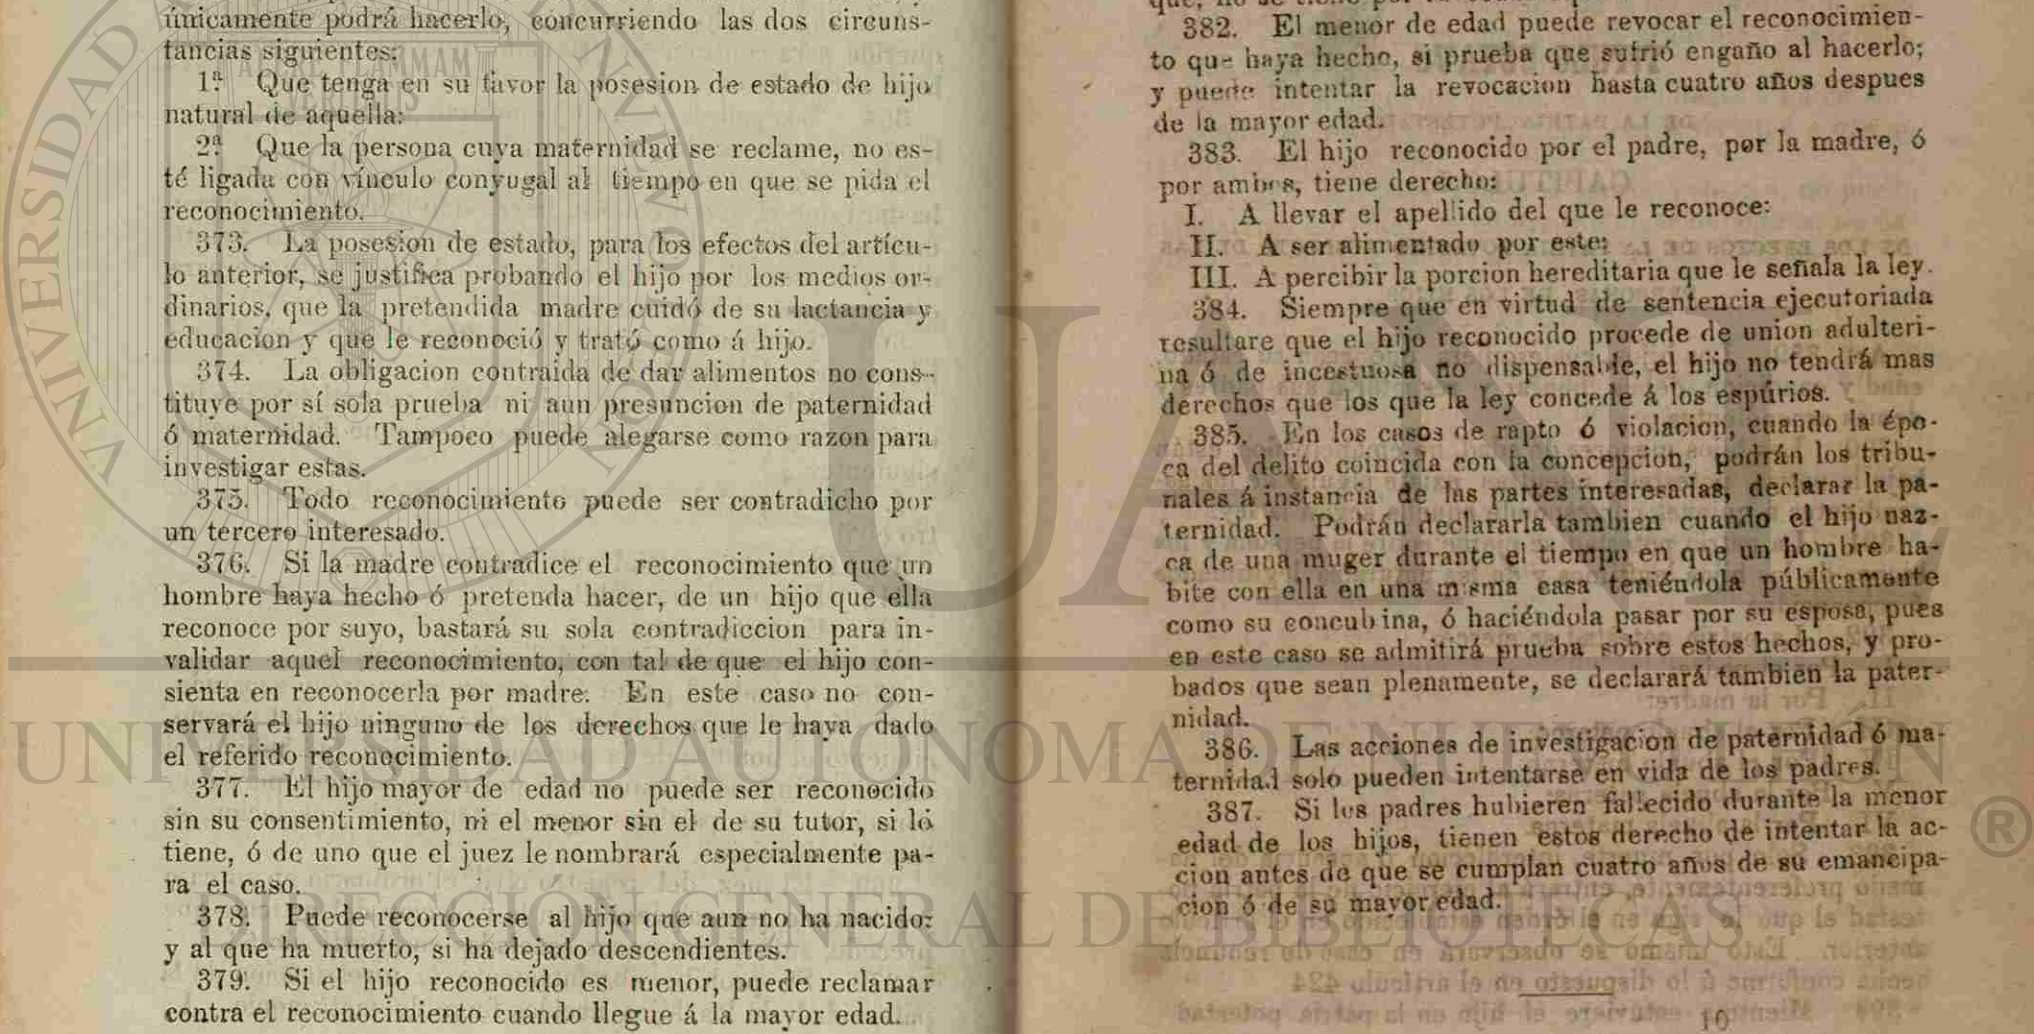 únicamente podrá hacerlo, concurriendo las dos circuns-
tancias siguientes:
1ª Que tenga en su favor la posesion de estado de hijo
natural de aquella:
2ª Que la persona cuya maternidad se reclame, no es-
té ligada con vínculo conyugal al tiempo en que se pida el
reconocimiento.
373. La posesion de estado, para los efectos del artícu-
lo anterior, se justifica probando el hijo por los medios or-
dinarios, que la pretendida madre cuidó de su lactancia y
educacion y que le reconoció y trató como á hijo.
374. La obligacion contraida de dar alimentos no cons-
tituye por sí sola prueba ni aun presuncion de paternidad
ó maternidad. Tampoco puede alegarse como razon para
investigar estas.
375. Todo reconocimiento puede ser contradicho por
un tercero interesado.
376. Si la madre contradice el reconocimiento que un
hombre haya hecho ó pretenda hacer, de un hijo que ella
reconoce por suyo, bastará su sola contradiccion para in-
validar aquel reconocimiento, con tal de que el hijo con-
sienta en reconocerla por madre. En este caso no con-
servará el hijo ninguno de los derechos que le haya dado
el referido reconocimiento.
377. El hijo mayor de edad no puede ser reconocido
sin su consentimiento, ni el menor sin el de su tutor, si lo
tiene, ó de uno que el juez le nombrará especialmente pa-
ra el caso.
378. Puede reconocerse al hijo que aun no ha nacido:
y al que ha muerto, si ha dejado descendientes.
379. Si el hijo reconocido es menor, puede reclamar
contra el reconocimiento cuando llegue á la mayor edad.
382. El menor de edad puede revocar el reconocimien-
to que haya hecho, si prueba que sufrió engaño al hacerlo;
y puede intentar la revocacion hasta cuatro años despues
de la mayor edad.
383. El hijo reconocido por el padre, por la madre, ó
por ambos, tiene derecho:
I. A llevar el apellido del que le reconoce:
II. A ser alimentado por este:
III. A percibir la porcion hereditaria que le señala la ley.
384. Siempre que en virtud de sentencia ejecutoriada
resultare que el hijo reconocido procede de union adulteri-
na ó de incestuosa no dispensable, el hijo no tendrá mas
derechos que los que la ley concede á los espúrios.
385. En los casos de rapto ó violacion, cuando la épo-
ca del delito coincida con la concepcion, podrán los tribu-
nales á instancia de las partes interesadas, declarar la pa-
ternidad. Podrán declararla tambien cuando el hijo naz-
ca de una muger durante el tiempo en que un hombre ha-
bite con ella en una misma casa teniéndola públicamente
como su concubina, ó haciéndola pasar por su esposa, pues
en este caso se admitirá prueba sobre estos hechos, y pro-
bados que sean plenamente, se declarará tambien la pater-
nidad.
386. Las acciones de investigacion de paternidad ó ma-
ternidad solo pueden intentarse en vida de los padres.
387. Si los padres hubieren fallecido durante la menor
edad de los hijos, tienen estos derecho de intentar la ac-
cion antes de que se cumplan cuatro años de su emancipa-
cion ó de su mayor edad.
10
UANL
UNIVERSIDAD AUTÓNOMA DE NUEVO LEÓN
®
DIRECCIÓN GENERAL DE BIBLIOTECAS